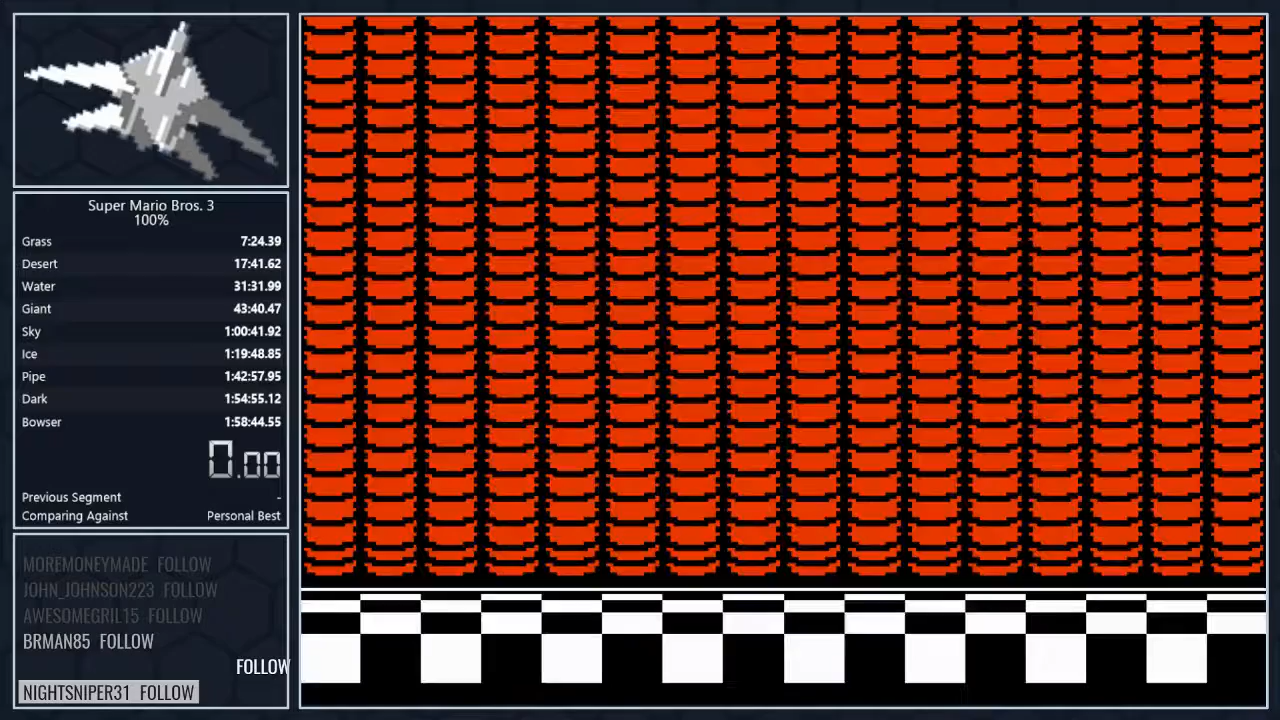 Super Mario Bros. 3
100%
Grass 7:24.39
Desert 17:41.62
Water 31:31.99
Giant 43:40.47
Sky 1:00:41.92
Ice 1:19:48.85
Pipe 1:42:57.95
Dark 1:54:55.12
Bowser 1:58:44.55
0.00
Previous Segment -
Comparing Against Personal Best
MOREMONEYMADE FOLLOW
JOHN_JOHNSON223 FOLLOW
AWESOMEGRIL15 FOLLOW
BRMAN85 FOLLOW
FOLLOW
NIGHTSNIPER31 FOLLOW